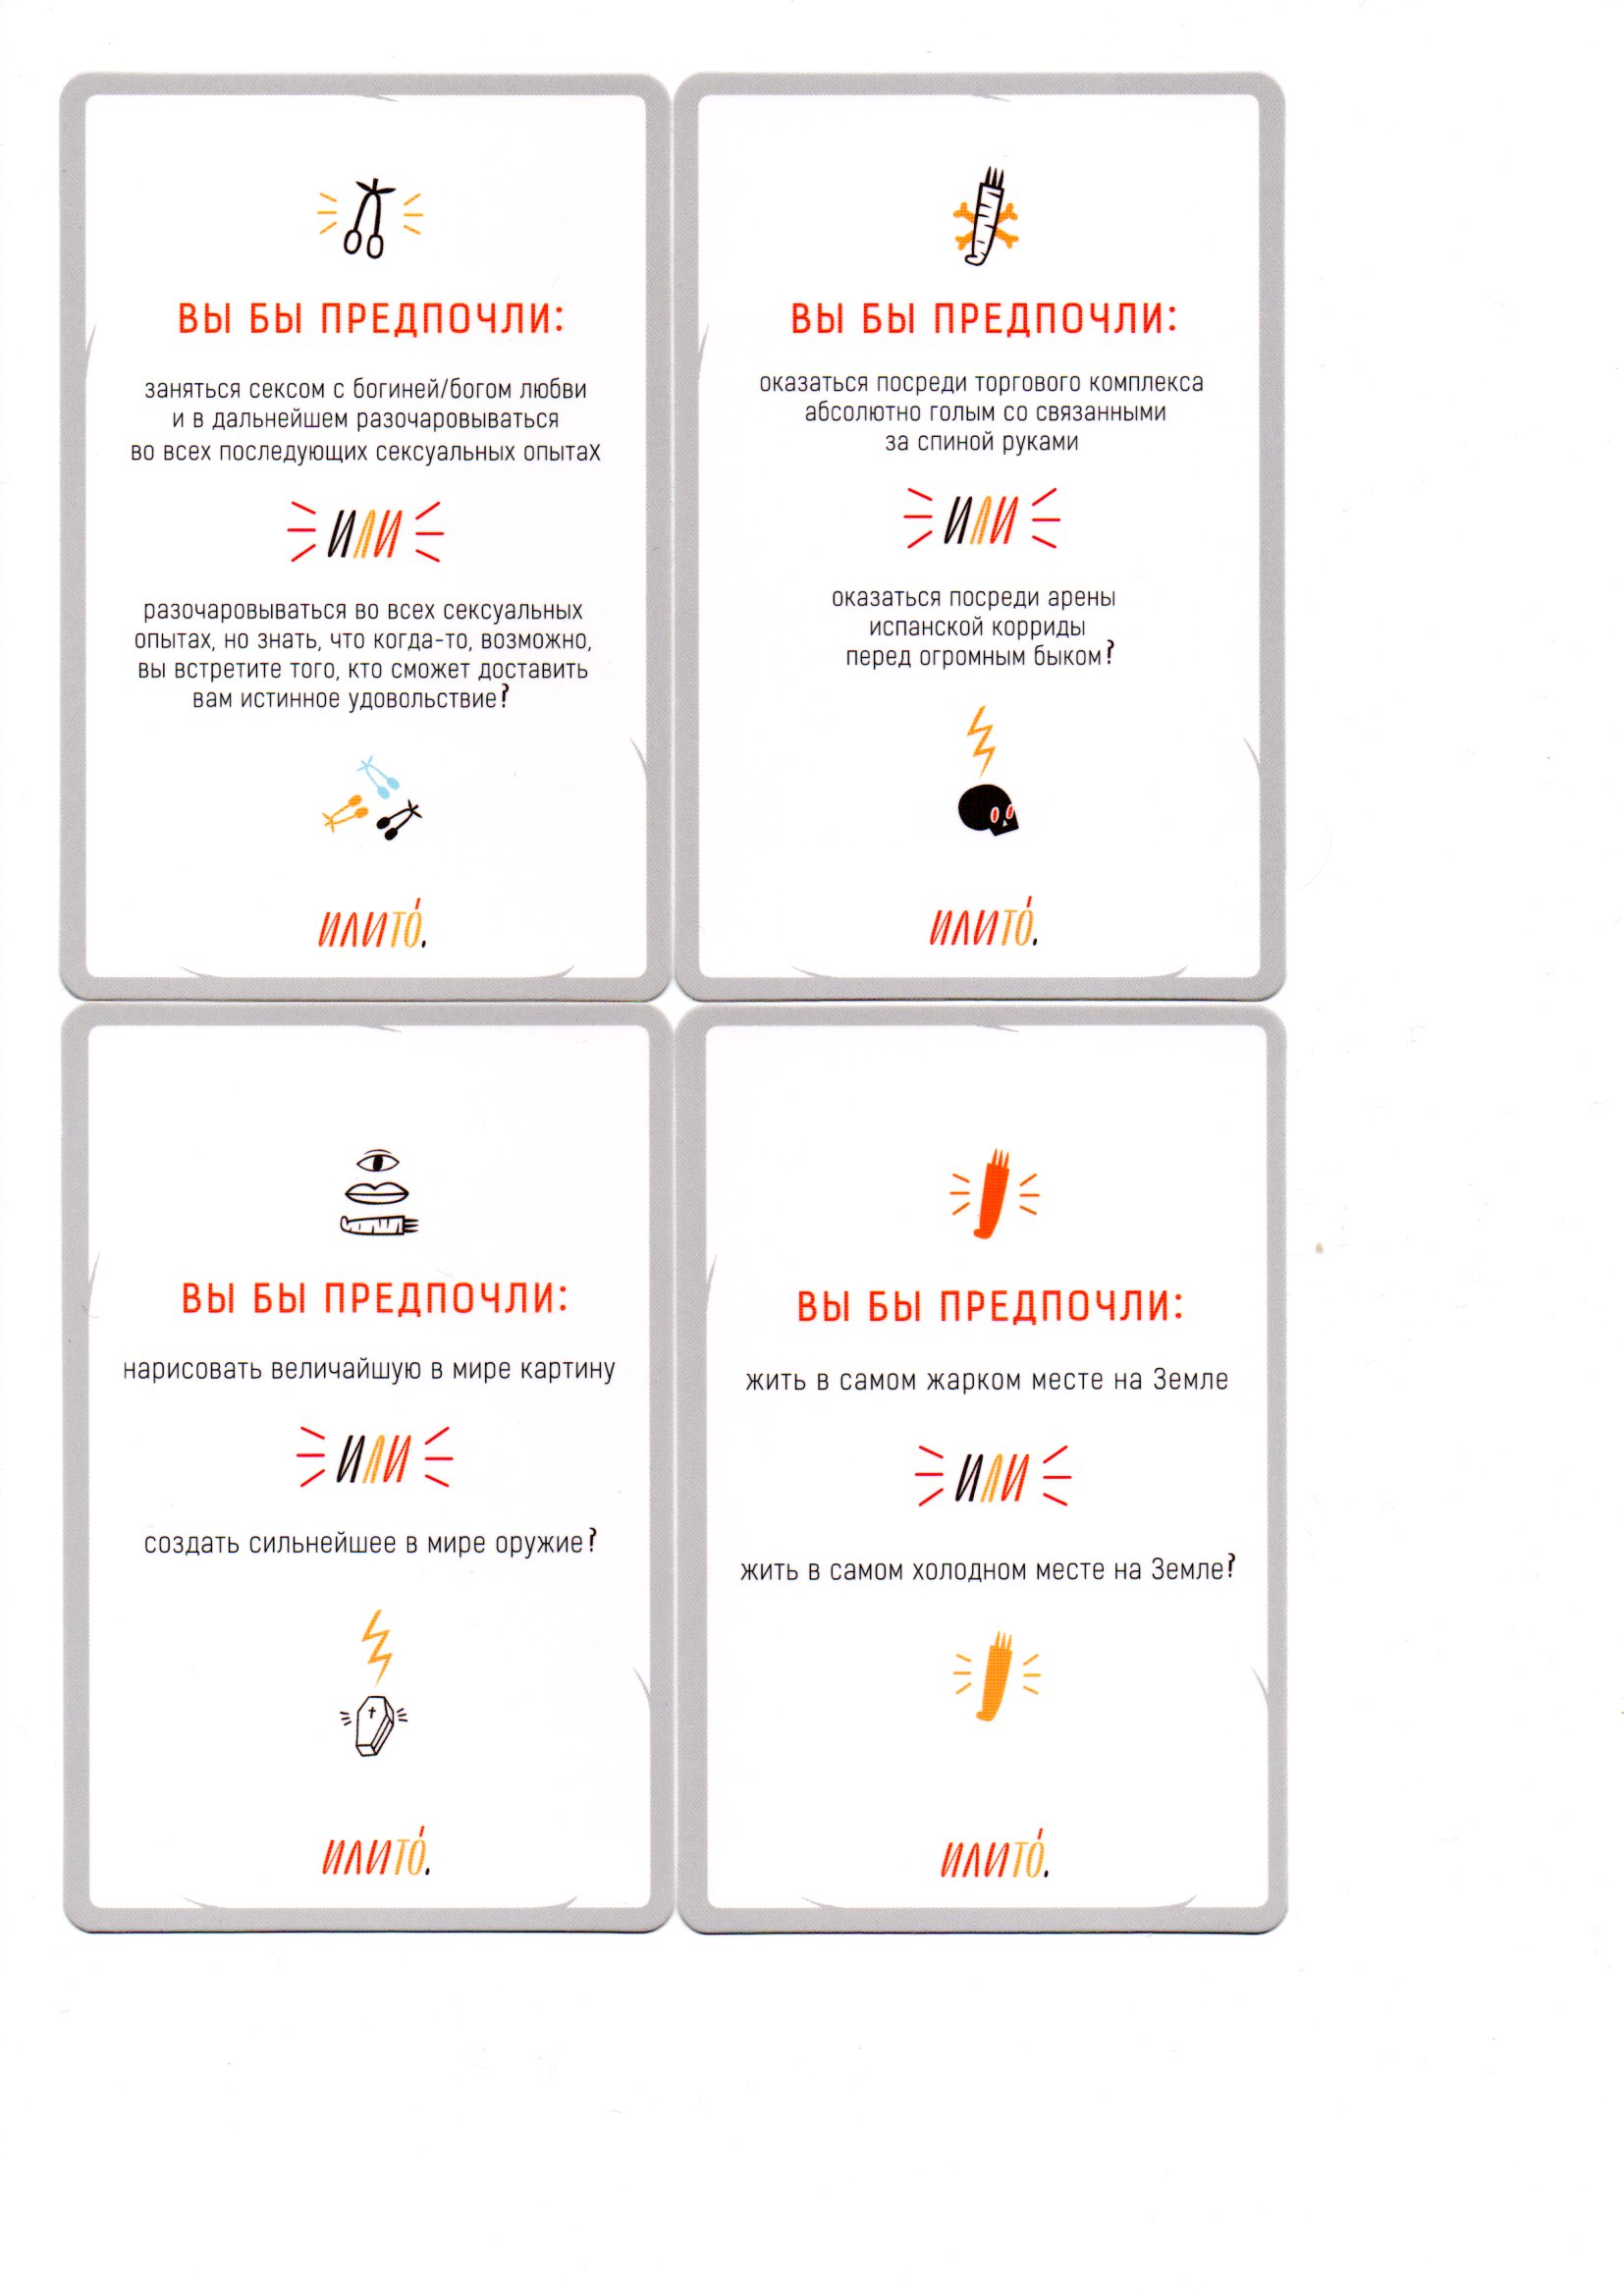 ВЫ БЫ ПРЕДПОЧЛИ:
заняться сексом с богиней/богом любви
и в дальнейшем разочаровываться
во всех последующих сексуальных опытах
ИЛИ
разочаровываться во всех сексуальных
опытах, но знать, что когда-то, возможно,
вы встретите того, кто сможет доставить
вам истинное удовольствие?
ИЛИТО́.
ВЫ БЫ ПРЕДПОЧЛИ:
оказаться посреди торгового комплекса
абсолютно голым со связанными
за спиной руками
ИЛИ
оказаться посреди арены
испанской корриды
перед огромным быком?
ИЛИТО́.
ВЫ БЫ ПРЕДПОЧЛИ:
нарисовать величайшую в мире картину
ИЛИ
создать сильнейшее в мире оружие?
ИЛИТО́.
ВЫ БЫ ПРЕДПОЧЛИ:
жить в самом жарком месте на Земле
ИЛИ
жить в самом холодном месте на Земле?
ИЛИТО́.